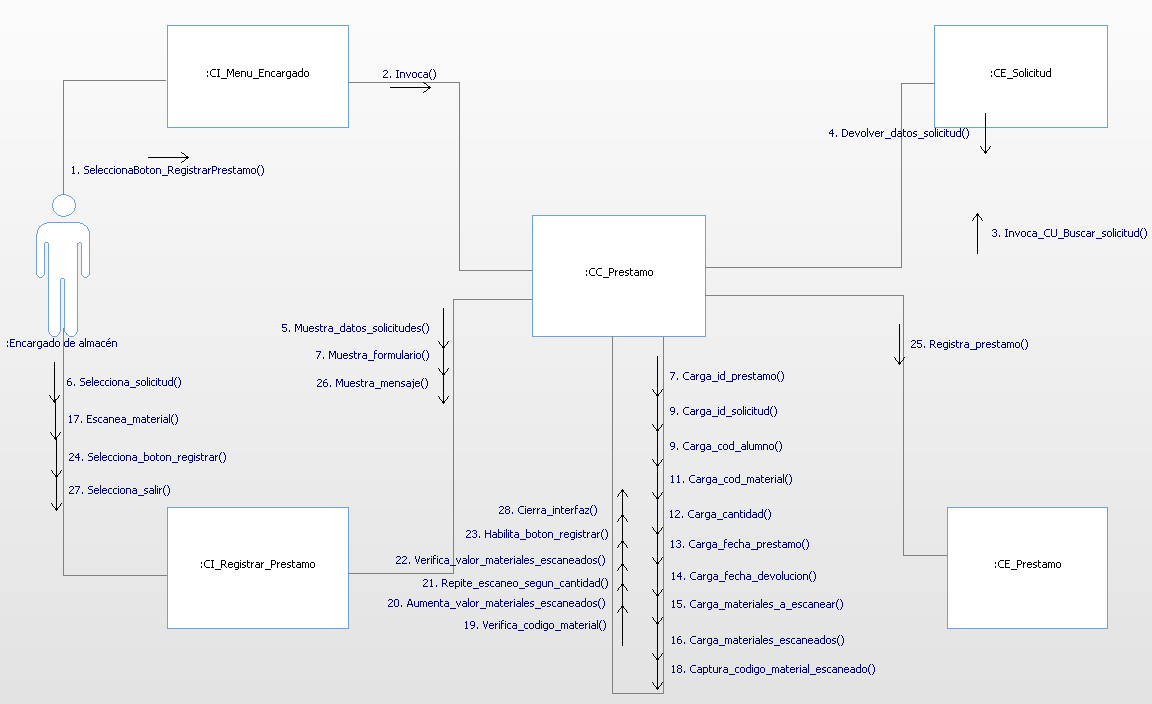 :CI_Menu_Encargado
2. Invoca()
:CE_Solicitud
4. Devolver_datos_solicitud()
1. SeleccionaBoton_RegistrarPrestamo()
3. Invoca_CU_Buscar_solicitud()
:CC_Prestamo
:Encargado de almacén
5. Muestra_datos_solicitudes()
7. Muestra_formulario()
26. Muestra_mensaje()
25. Registra_prestamo()
6. Selecciona_solicitud()
17. Escanea_material()
24. Selecciona_boton_registrar()
27. Selecciona_salir()
7. Carga_id_prestamo()
9. Carga_id_solicitud()
9. Carga_cod_alumno()
11. Carga_cod_material()
12. Carga_cantidad()
13. Carga_fecha_prestamo()
14. Carga_fecha_devolucion()
15. Carga_materiales_a_escanear()
16. Carga_materiales_escaneados()
18. Captura_codigo_material_escaneado()
28. Cierra_interfaz()
23. Habilita_boton_registrar()
22. Verifica_valor_materiales_escaneados()
21. Repite_escaneo_segun_cantidad()
20. Aumenta_valor_materiales_escaneados()
19. Verifica_codigo_material()
:CI_Registrar_Prestamo
:CE_Prestamo